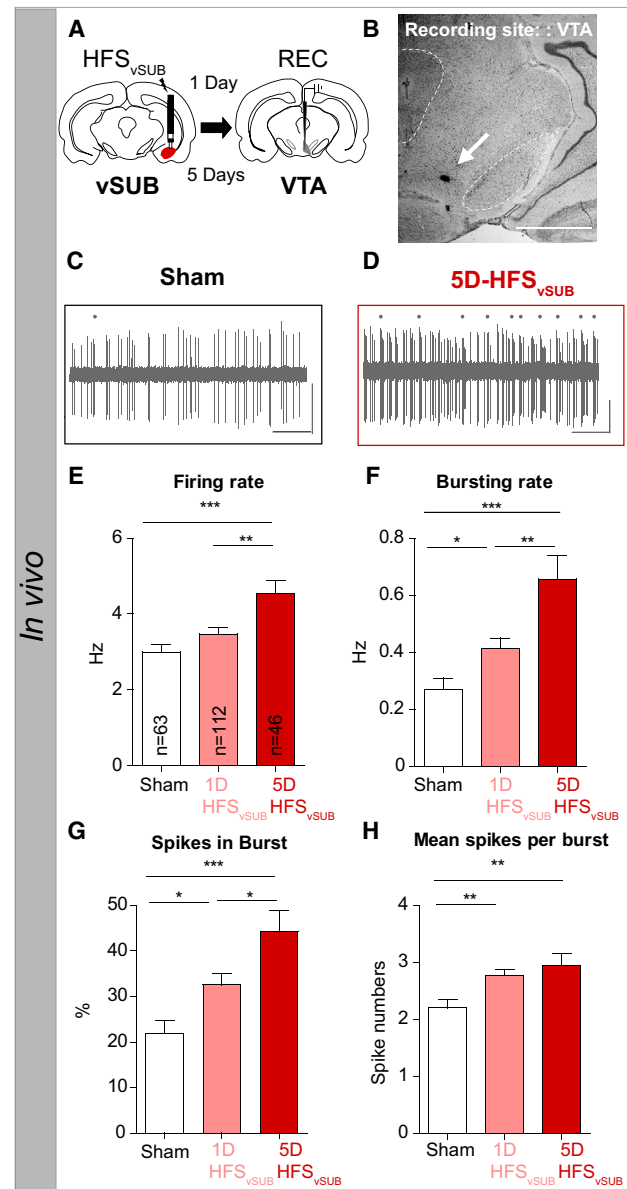 In vivo
A
HFSvSUB
1 Day
REC
5 Days
vSUB
VTA
B
Recording site: : VTA
C
Sham
D
5D-HFSvSUB
E
Firing rate
***
**
6
4
2
0
Hz
n=63
n=112
n=46
Sham
1D
HFSvSUB
5D
HFSvSUB
F
Bursting rate
***
*
**
0.8
0.6
0.4
0.2
0
Hz
Sham
1D
HFSvSUB
5D
HFSvSUB
G
Spikes in Burst
***
*
*
50
40
30
20
10
0
%
Sham
1D
HFSvSUB
5D
HFSvSUB
H
Mean spikes per burst
**
**
4
3
2
1
0
Spike numbers
Sham
1D
HFSvSUB
5D
HFSvSUB